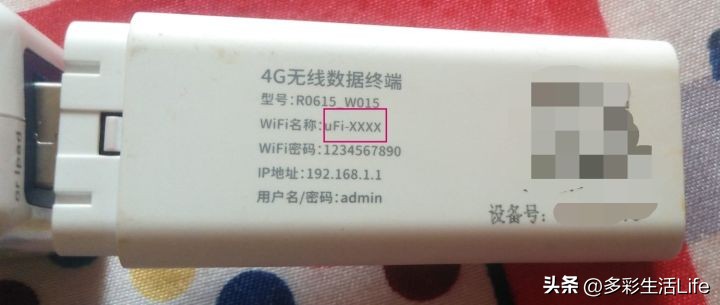 4G无线数据终端
型号:R0615_W015
WiFi名称:uFi-XXXX
WiFi密码:1234567890
IP地址:192.168.1.1
用户名/密码:admin
设备号:
or ipad
头条 @多彩生活Life